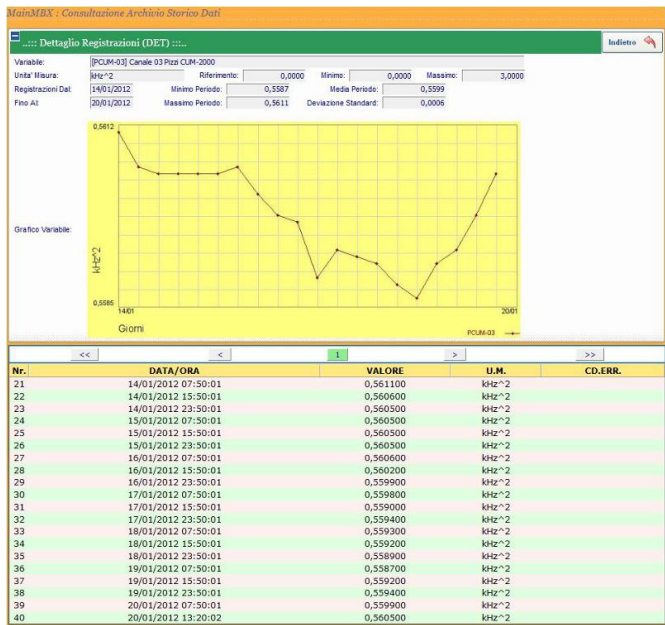 MainMBX : Consultazione Archivio Storico Dati
..::: Dettaglio Registrazioni (DET) :::..
Indietro
Variabile: [PCUM-03] Canale 03 Pizzi CUM-2000
Unita' Misura: kHz^2 Riferimento: 0,0000 Minimo: 0,0000 Massimo: 3,0000
Registrazioni Dal: 14/01/2012 Minimo Periodo: 0,5587 Media Periodo: 0,5599
Fino Al: 20/01/2012 Massimo Periodo: 0,5611 Deviazione Standard: 0,0006
Grafico Variabile:
0,5612
kHz^2
0,5585
14/01 20/01
Giorni
PCUM-03
<< < 1 > >>
Nr. DATA/ORA VALORE U.M. CD.ERR.
21 14/01/2012 07:50:01 0,561100 kHz^2
22 14/01/2012 15:50:01 0,560600 kHz^2
23 14/01/2012 23:50:01 0,560500 kHz^2
24 15/01/2012 07:50:01 0,560500 kHz^2
25 15/01/2012 15:50:01 0,560500 kHz^2
26 15/01/2012 23:50:01 0,560500 kHz^2
27 16/01/2012 07:50:01 0,560600 kHz^2
28 16/01/2012 15:50:01 0,560200 kHz^2
29 16/01/2012 23:50:01 0,559900 kHz^2
30 17/01/2012 07:50:01 0,559800 kHz^2
31 17/01/2012 15:50:01 0,559000 kHz^2
32 17/01/2012 23:50:01 0,559400 kHz^2
33 18/01/2012 07:50:01 0,559300 kHz^2
34 18/01/2012 15:50:01 0,559200 kHz^2
35 18/01/2012 23:50:01 0,558900 kHz^2
36 19/01/2012 07:50:01 0,558700 kHz^2
37 19/01/2012 15:50:01 0,559200 kHz^2
38 19/01/2012 23:50:01 0,559400 kHz^2
39 20/01/2012 07:50:01 0,559900 kHz^2
40 20/01/2012 13:20:02 0,560500 kHz^2